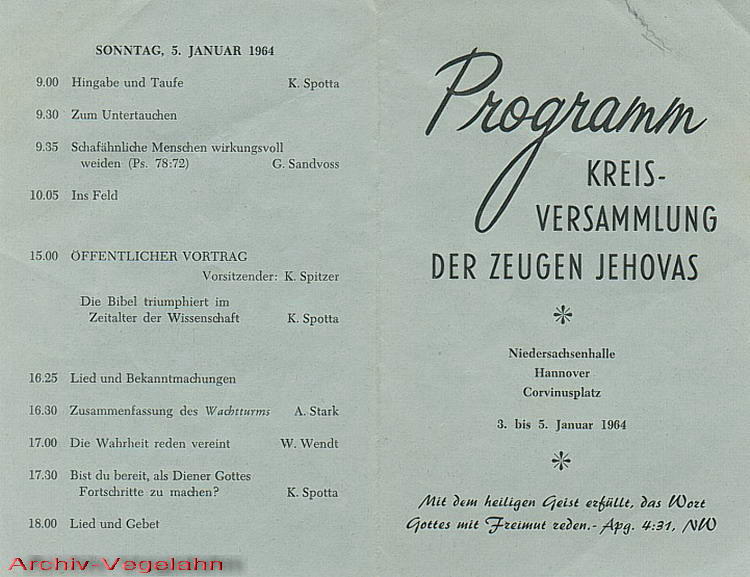 SONNTAG, 5. JANUAR 1964
9.00 Hingabe und Taufe K. Spotta
9.30 Zum Untertauchen
9.35 Schafähnliche Menschen wirkungsvoll
weiden (Ps. 78:72) G. Sandvoss
10.05 Ins Feld
15.00 ÖFFENTLICHER VORTRAG
Vorsitzender: K. Spitzer
Die Bibel triumphiert im
Zeitalter der Wissenschaft K. Spotta
16.25 Lied und Bekanntmachungen
16.30 Zusammenfassung des Wachtturms A. Stark
17.00 Die Wahrheit reden vereint W. Wendt
17.30 Bist du bereit, als Diener Gottes
Fortschritte zu machen? K. Spotta
18.00 Lied und Gebet
Archiv-Vegelahn
Programm
KREIS-
VERSAMMLUNG
DER ZEUGEN JEHOVAS
Niedersachsenhalle
Hannover
Corvinusplatz
3. bis 5. Januar 1964
Mit dem heiligen Geist erfüllt, das Wort
Gottes mit Freimut reden.- Apg. 4:31, NW